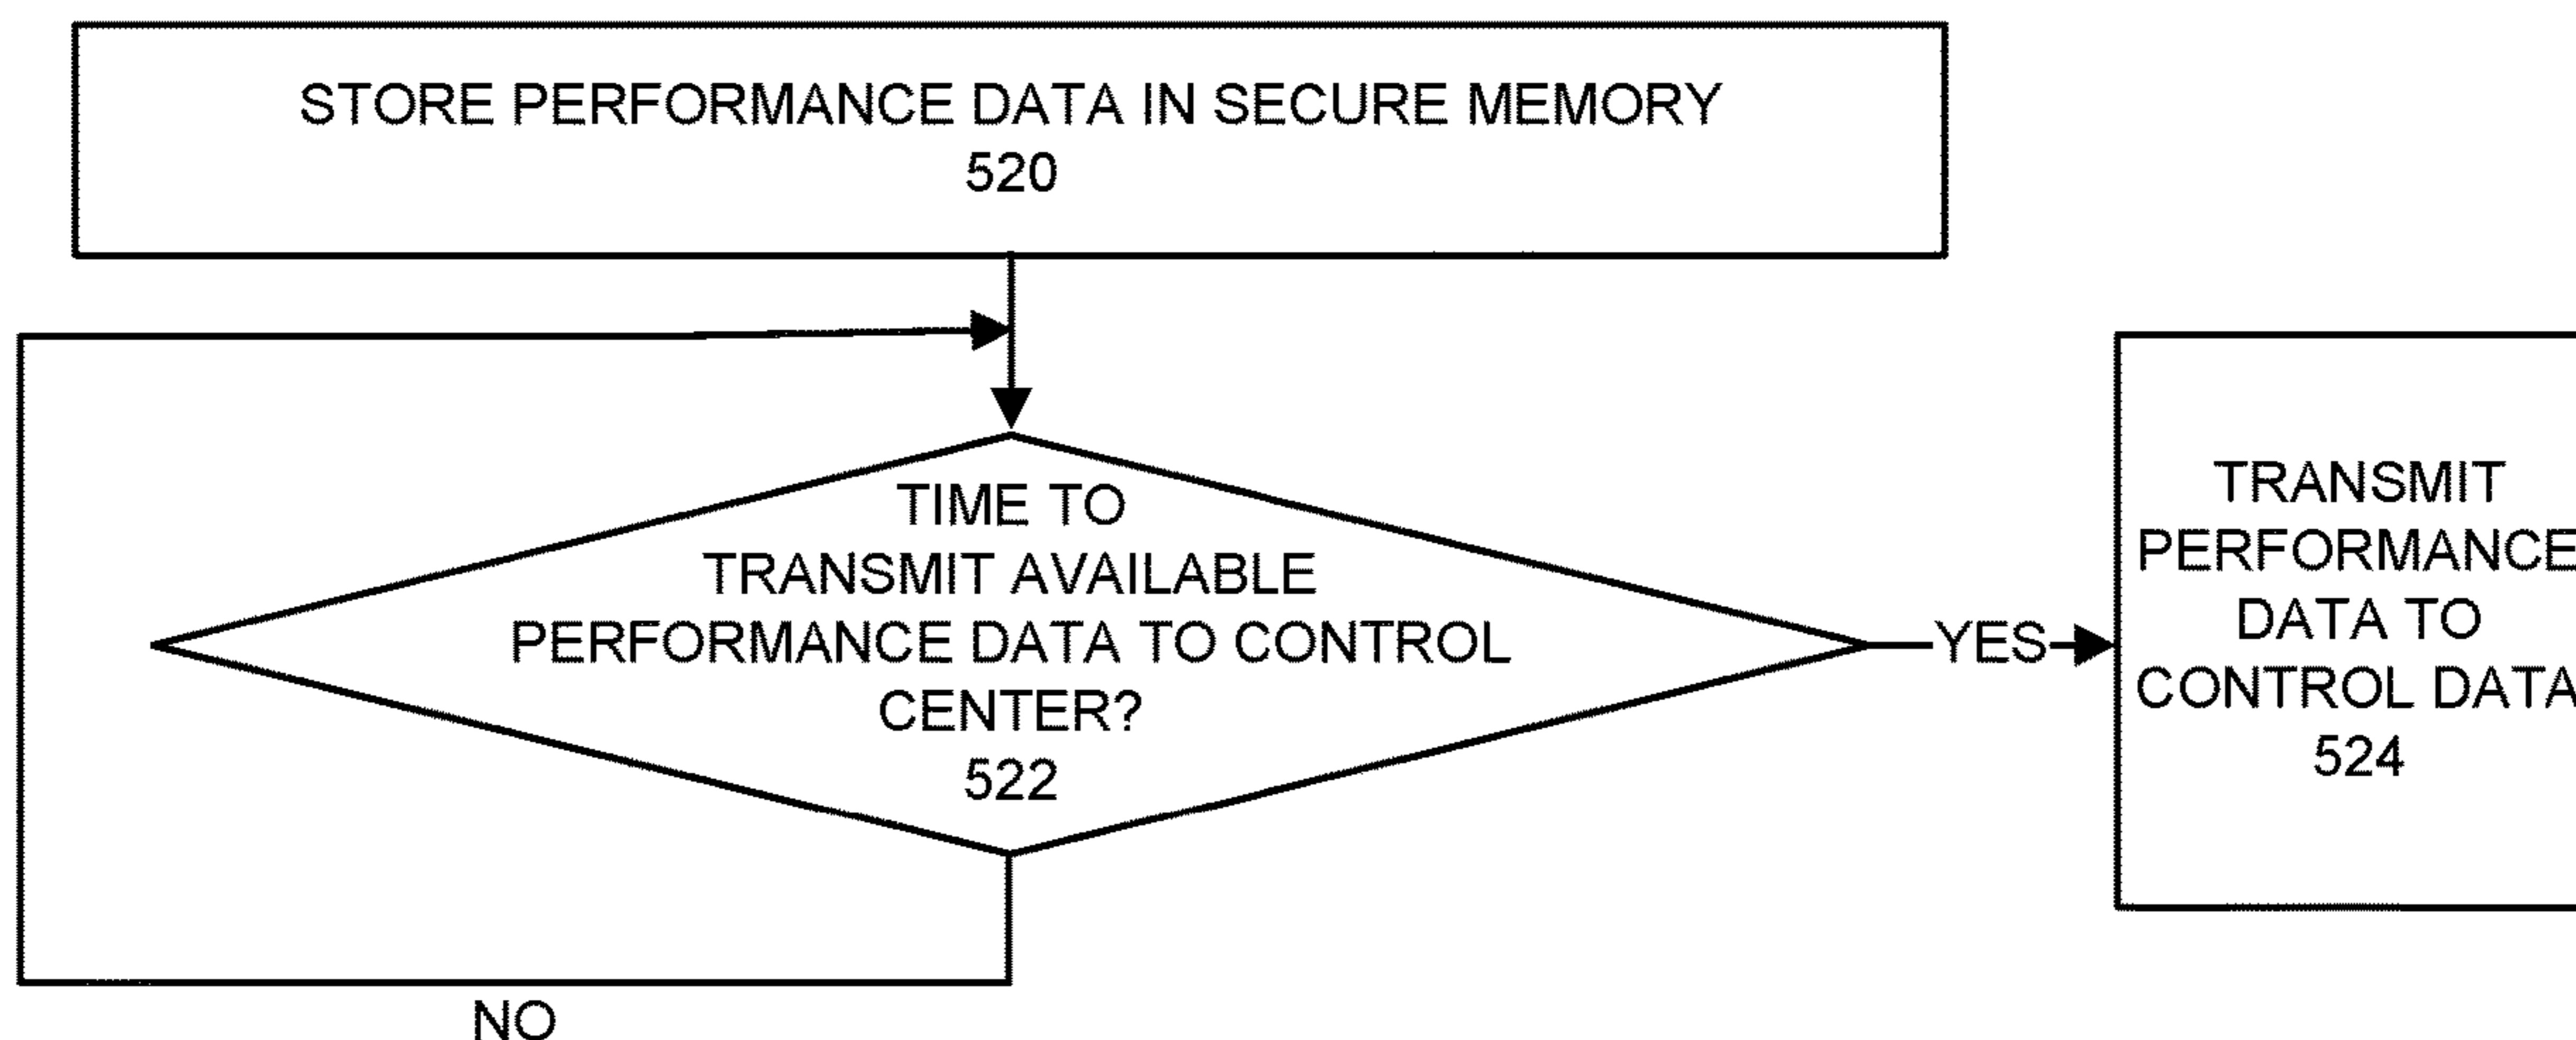 STORE PERFORMANCE DATA IN SECURE MEMORY
520
TIME TO
TRANSMIT AVAILABLE
PERFORMANCE DATA TO CONTROL
CENTER?
522
YES
TRANSMIT
PERFORMANCE
DATA TO
CONTROL DATA
524
NO